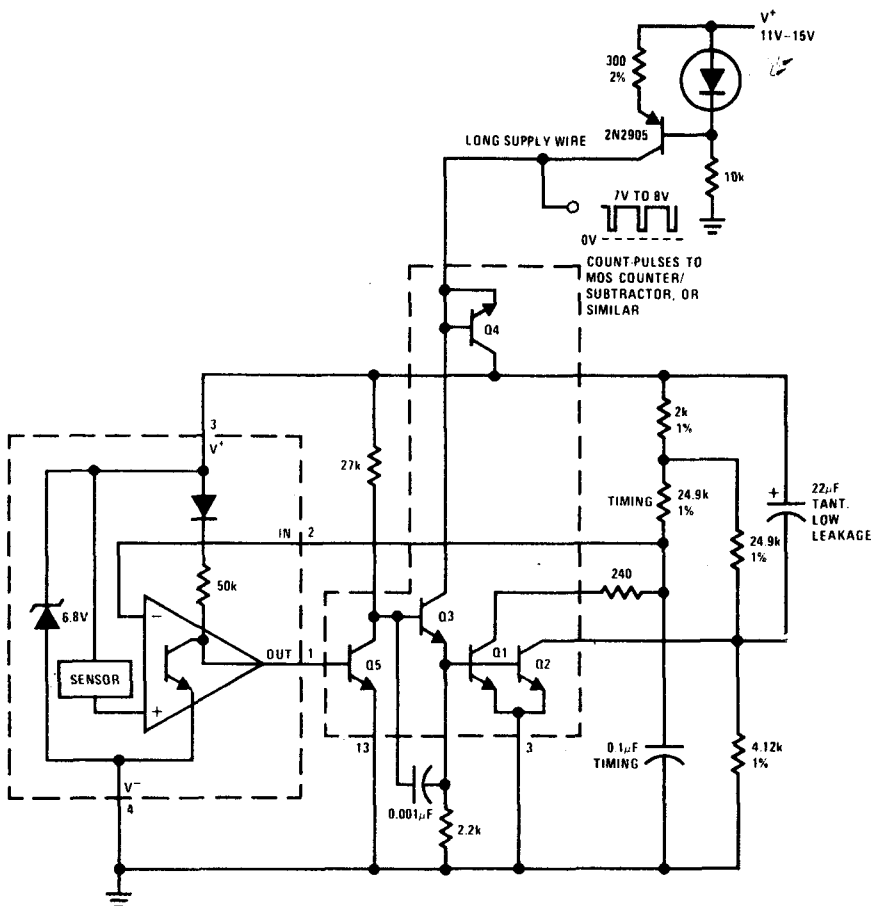 V+
11V–15V
300
2%
2N2905
LONG SUPPLY WIRE
10k
7V TO 8V
0V
COUNT-PULSES TO
MOS COUNTER/
SUBTRACTOR, OR
SIMILAR
Q4
3
V+
2k
1%
27k
TIMING
24.9k
1%
+
22μF
TANT.
LOW
LEAKAGE
IN
2
24.9k
1%
50k
240
6.8V
−
Q3
OUT
1
Q1
Q2
Q5
SENSOR
+
13
3
0.1μF
TIMING
4.12k
1%
V−
4
0.001μF
2.2k